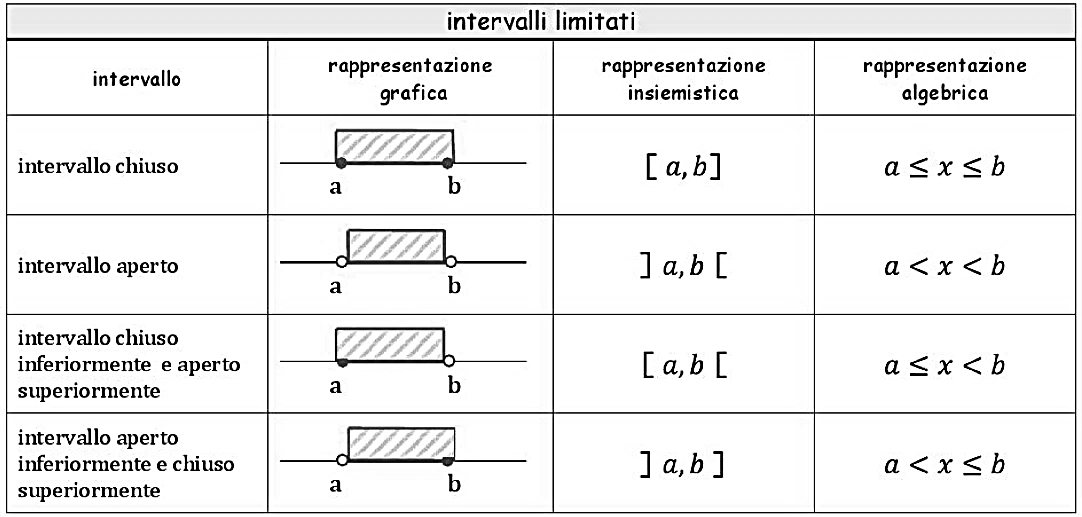 intervalli limitati
intervallo
rappresentazione
grafica
rappresentazione
insiemistica
rappresentazione
algebrica
intervallo chiuso
a b
[ a, b]
a ≤ x ≤ b
intervallo aperto
a b
] a, b [
a < x < b
intervallo chiuso
inferiormente e aperto
superiormente
a b
[ a, b [
a ≤ x < b
intervallo aperto
inferiormente e chiuso
superiormente
a b
] a, b ]
a < x ≤ b